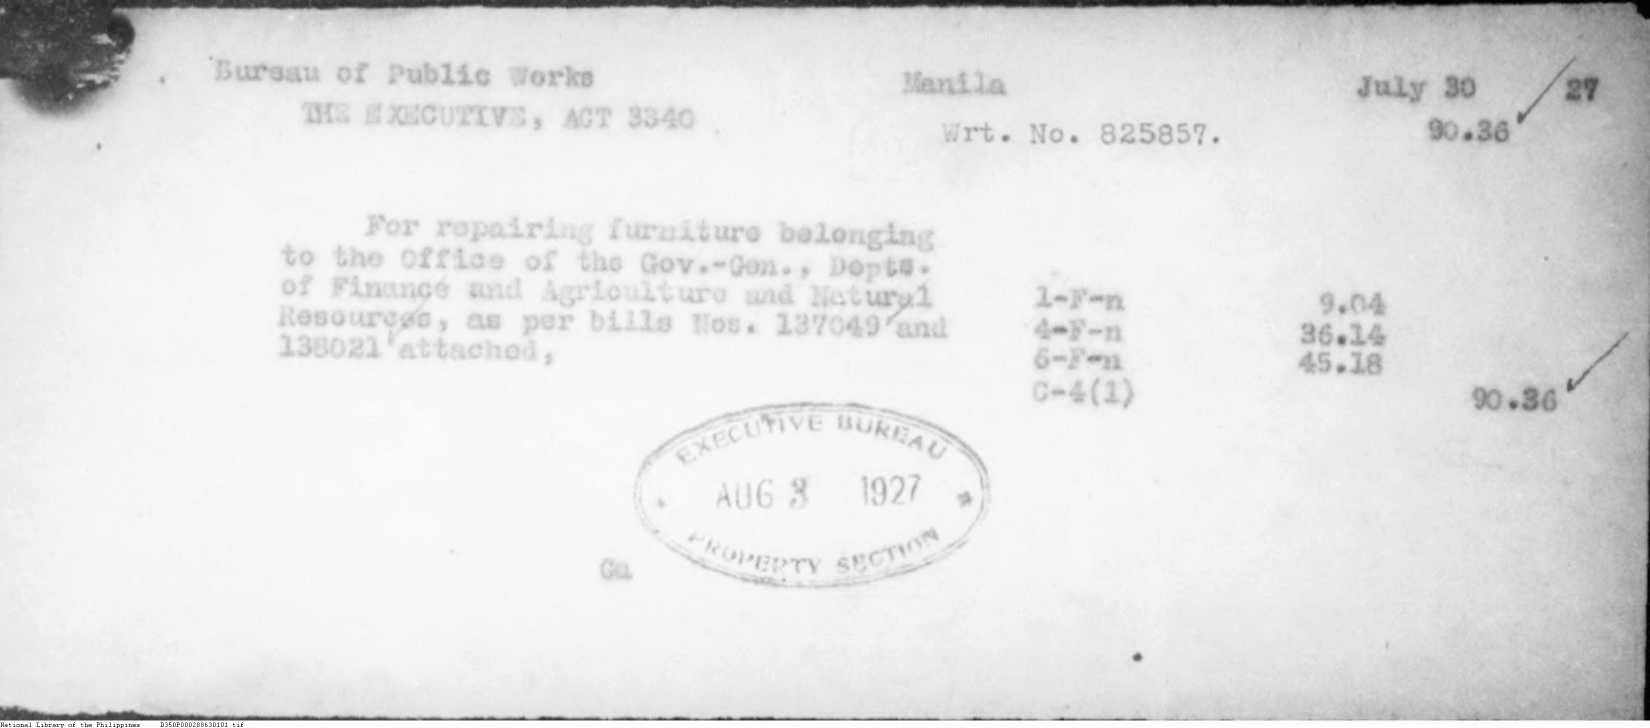 Bureau of Public Works Manila July 30 27
THE EXECUTIVE, ACT 3340 Wrt. No. 825857. 90.36
For repairing furniture belonging
to the Office of the Gov.-Gen., Depts.
of Finance and Agriculture and Natural 1-F-n 9.04
Resources, as per bills Nos. 137049 and 4-F-n 36.14
138021 attached, 6-F-n 45.18
C-4(1) 90.36
EXECUTIVE BUREAU
AUG 3 1927
PROPERTY SECTION
Ga
National Library of the Philippines D350P000288630101.tif